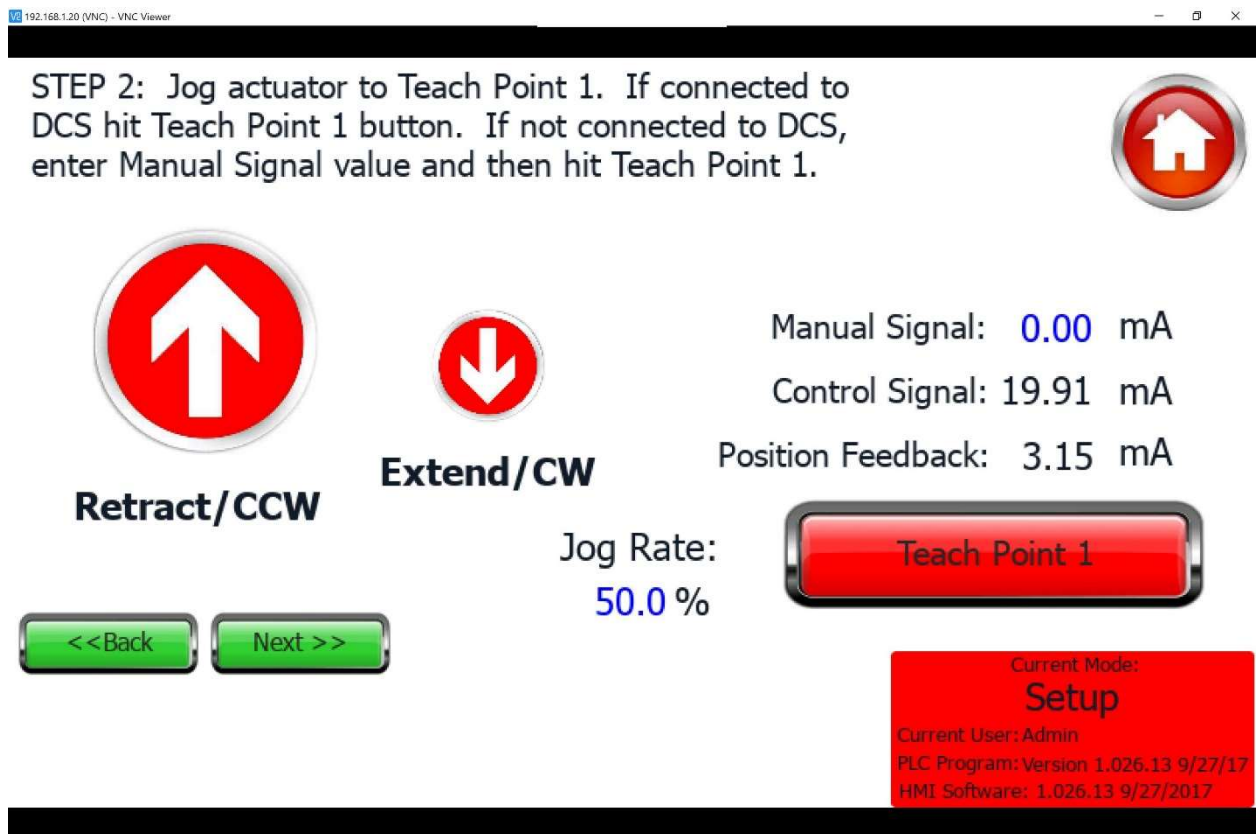 192.168.1.20 (VNC) - VNC Viewer
STEP 2: Jog actuator to Teach Point 1. If connected to
DCS hit Teach Point 1 button. If not connected to DCS,
enter Manual Signal value and then hit Teach Point 1.
Manual Signal: 0.00 mA
Control Signal: 19.91 mA
Position Feedback: 3.15 mA
Extend/CW
Retract/CCW
Jog Rate:
50.0 %
Teach Point 1
<<Back
Next >>
Current Mode:
Setup
Current User: Admin
PLC Program: Version 1.026.13 9/27/17
HMI Software: 1.026.13 9/27/2017